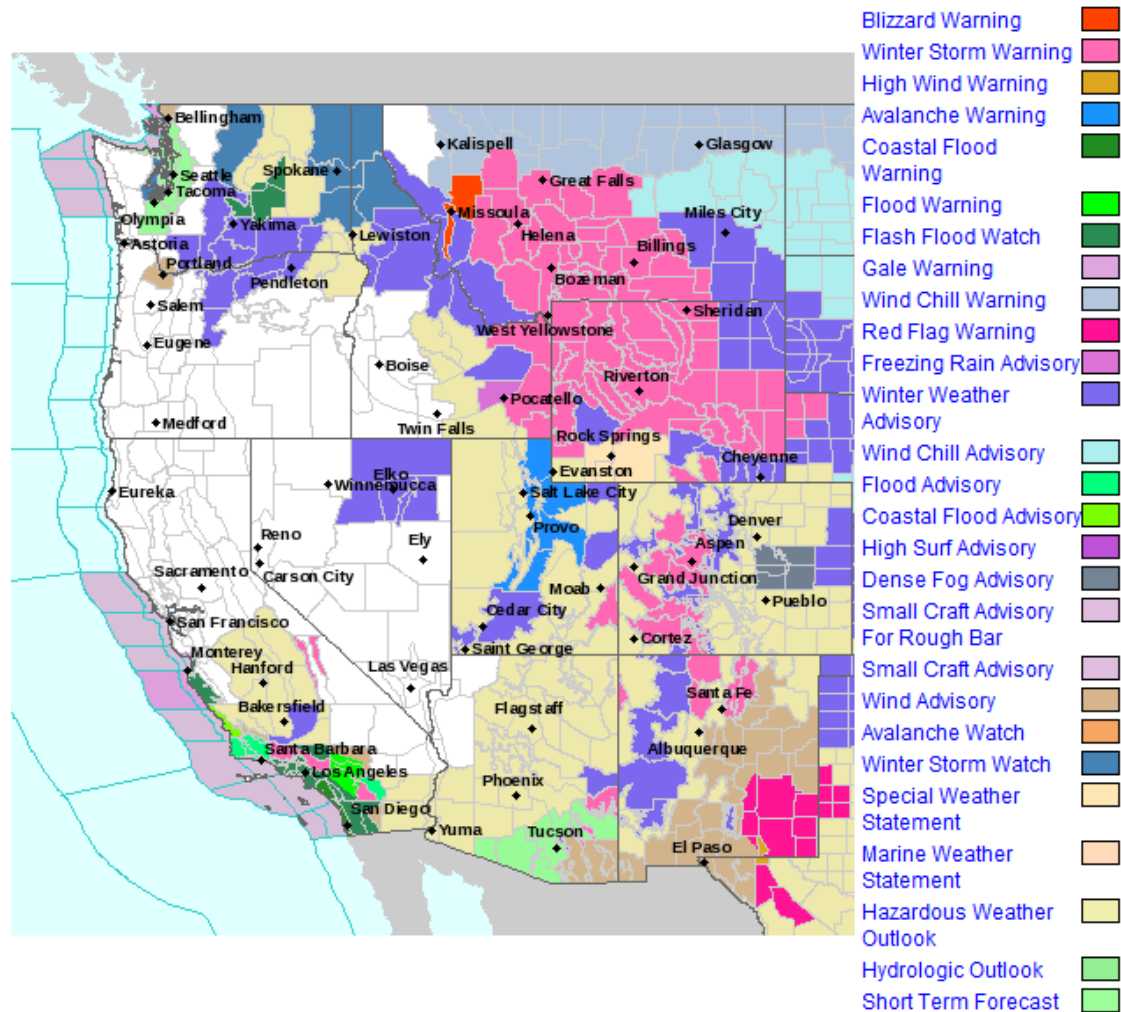 Blizzard Warning
Winter Storm Warning
High Wind Warning
Avalanche Warning
Coastal Flood
Warning
Flood Warning
Flash Flood Watch
Gale Warning
Wind Chill Warning
Red Flag Warning
Freezing Rain Advisory
Winter Weather
Advisory
Wind Chill Advisory
Flood Advisory
Coastal Flood Advisory
High Surf Advisory
Dense Fog Advisory
Small Craft Advisory
For Rough Bar
Small Craft Advisory
Wind Advisory
Avalanche Watch
Winter Storm Watch
Special Weather
Statement
Marine Weather
Statement
Hazardous Weather
Outlook
Hydrologic Outlook
Short Term Forecast
Bellingham
Kalispell
Glasgow
Spokane
Seattle
Great Falls
Tacoma
Missoula
Miles City
Olympia
Yakima
Helena
Lewiston
Astoria
Billings
Portland
Bozeman
Pendleton
Salem
Sheridan
West Yellowstone
Eugene
Boise
Riverton
Pocatello
Medford
Twin Falls
Rock Springs
Cheyenne
Evanston
Elko
Winnemucca
Eureka
Salt Lake City
Provo
Denver
Reno
Ely
Aspen
Sacramento
Carson City
Moab
Grand Junction
Pueblo
Cedar City
San Francisco
Cortez
Saint George
Monterey
Hanford
Las Vegas
Santa Fe
Bakersfield
Flagstaff
Albuquerque
Santa Barbara
Los Angeles
Phoenix
San Diego
Yuma
Tucson
El Paso